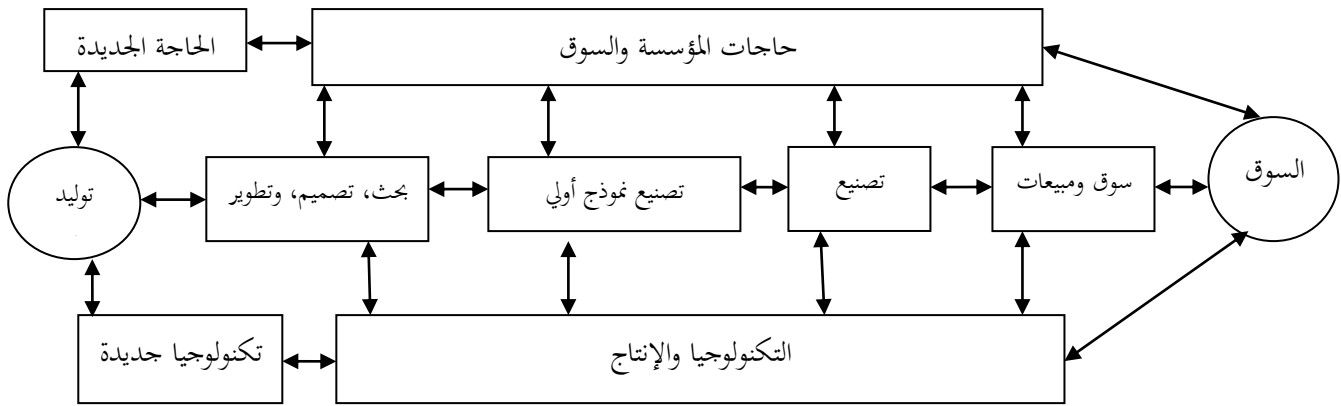 الحاجة الجديدة
حاجات المؤسسة والسوق
السوق
سوق ومبيعات
تصنيع
تصنيع نموذج أولي
بحث، تصميم، وتطوير
توليد
تكنولوجيا جديدة
التكنولوجيا والإنتاج